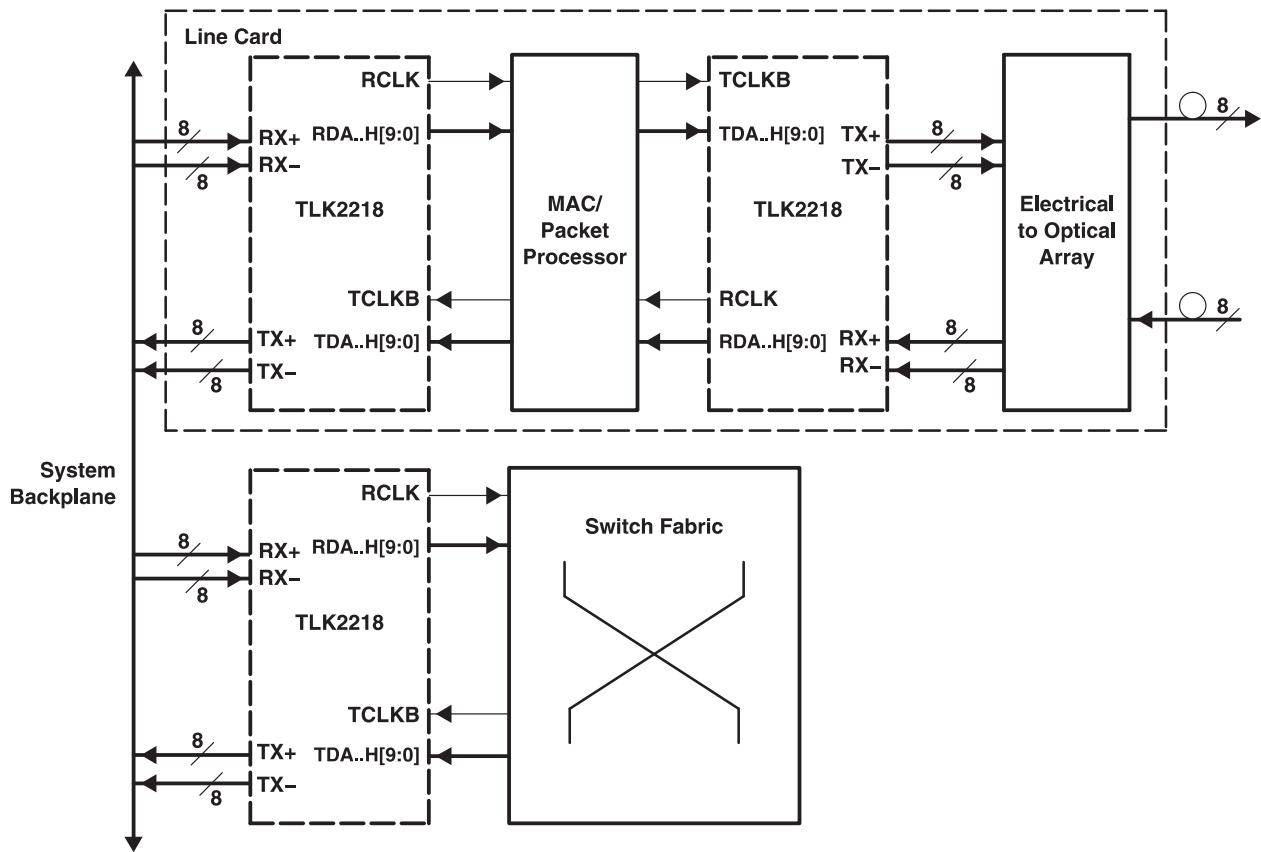 Line Card
RCLK
TCLKB
8
RX+
RDA..H[9:0]
TDA..H[9:0]
TX+
8
8
RX–
8
TX–
8
TLK2218
MAC/
Packet
Processor
TLK2218
Electrical
to Optical
Array
TCLKB
RCLK
8
8
TX+
TDA..H[9:0]
RDA..H[9:0]
RX+
8
TX–
8
RX–
8
System
Backplane
RCLK
Switch Fabric
8
RX+
RDA..H[9:0]
RX–
8
TLK2218
TCLKB
8
TX+
TDA..H[9:0]
TX–
8